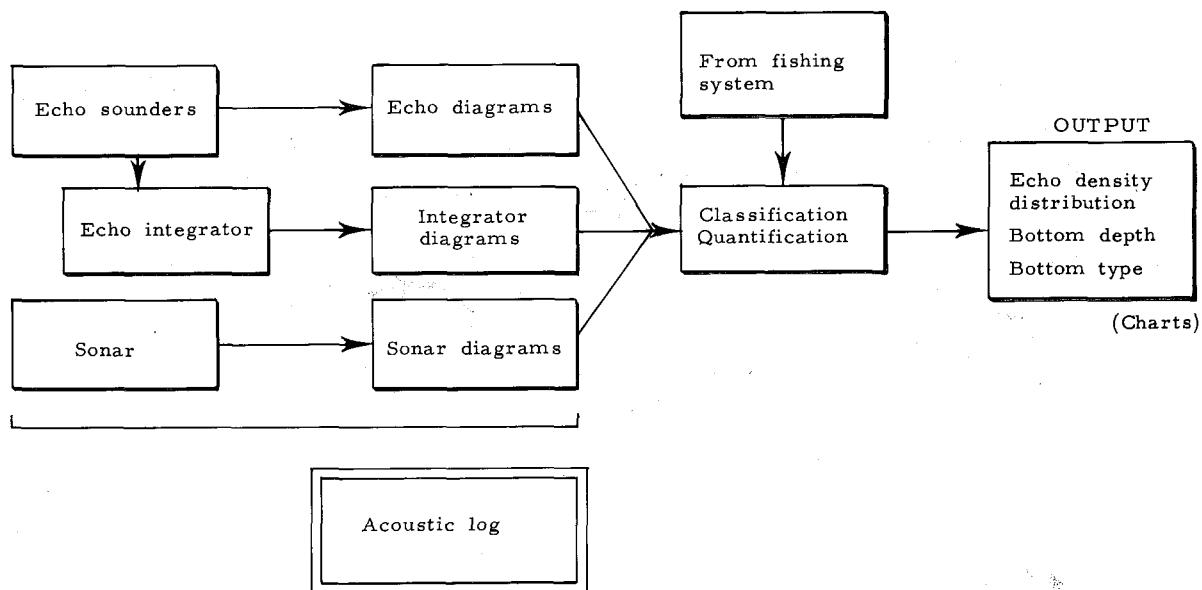 From fishing
system
Echo sounders
Echo diagrams
OUTPUT
Echo density
distribution
Bottom depth
Bottom type
(Charts)
Echo integrator
Integrator
diagrams
Classification
Quantification
Sonar
Sonar diagrams
Acoustic log